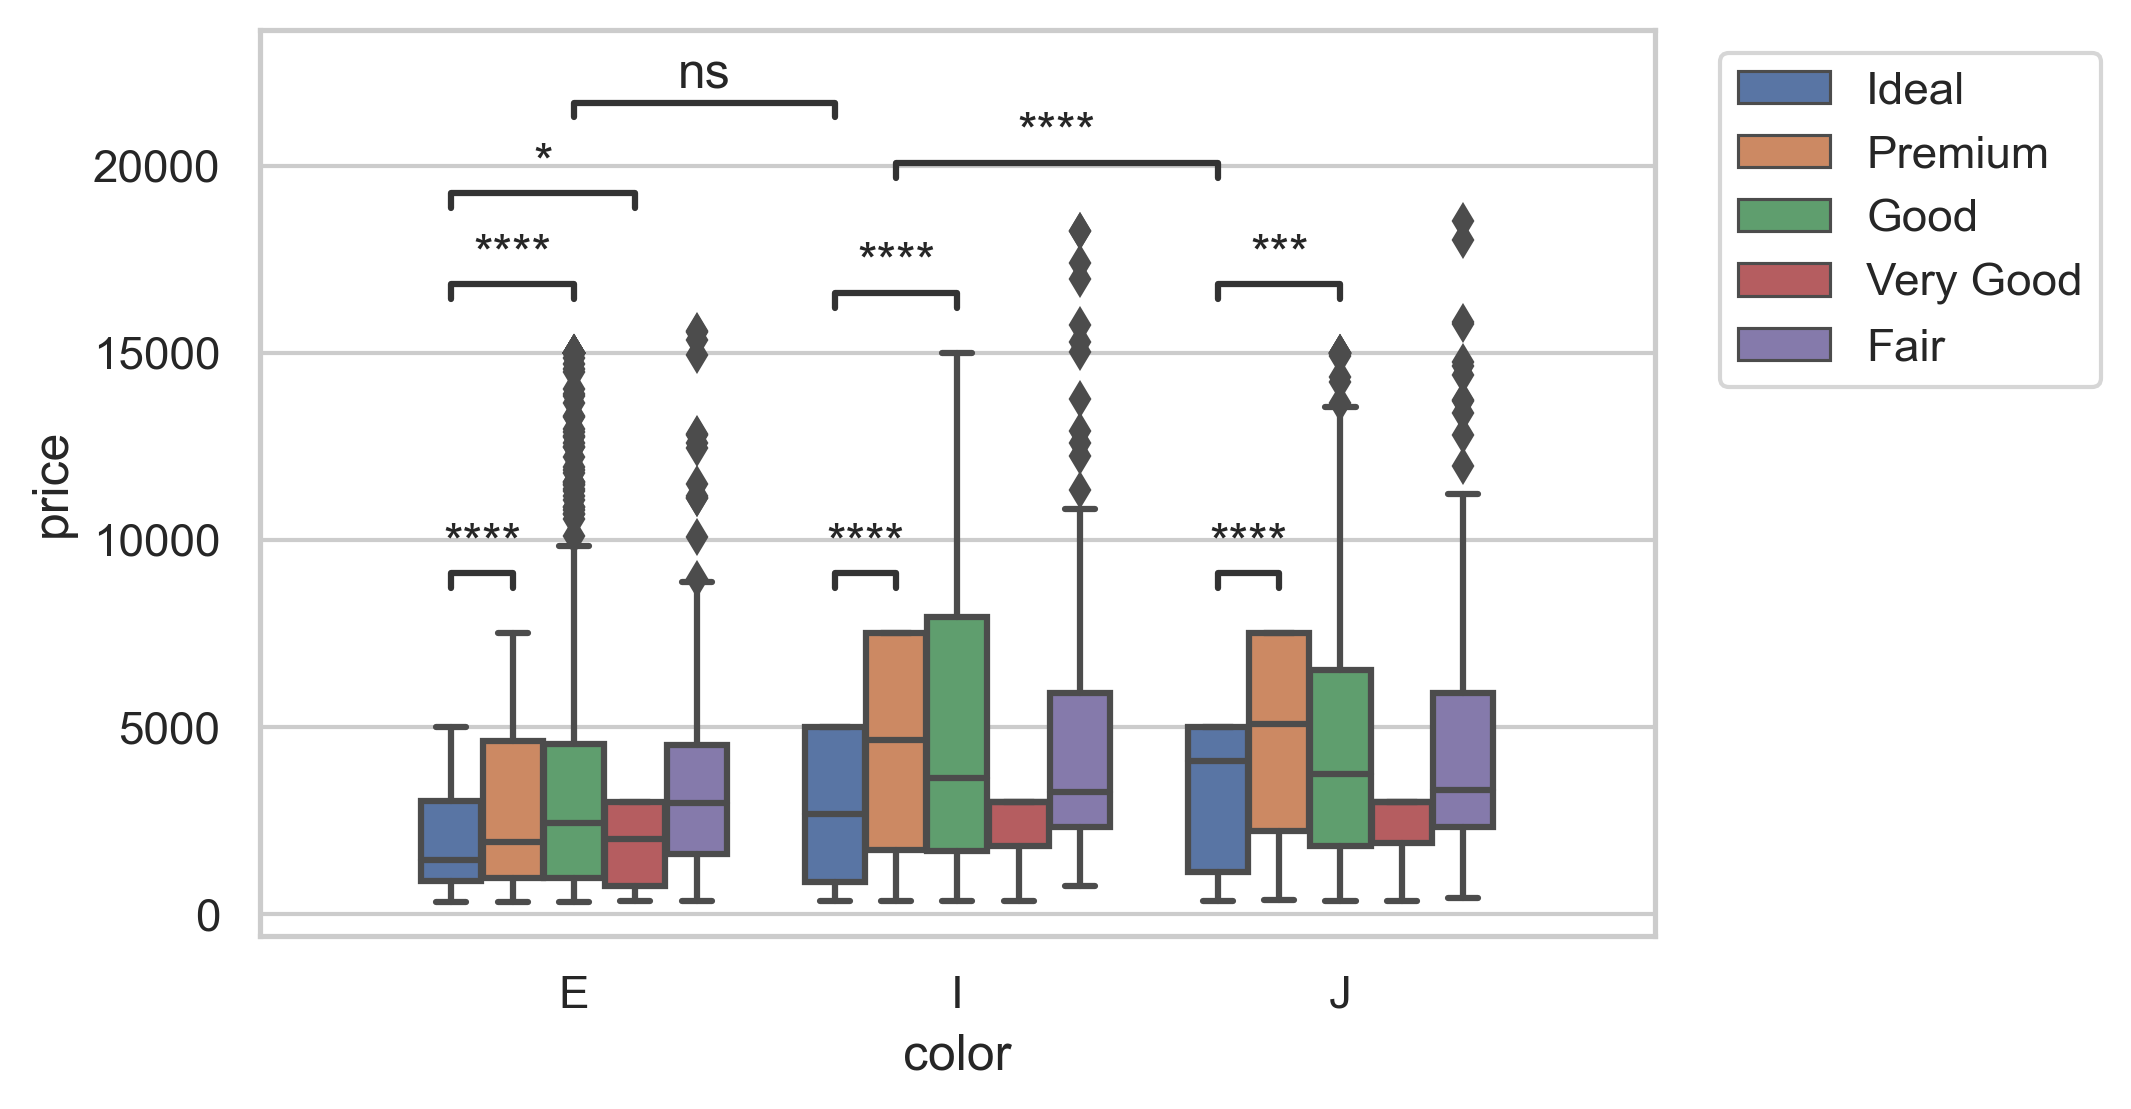 ns
****
*
****
****
***
****
****
****
20000
15000
10000
5000
0
price
E
I
J
color
Ideal
Premium
Good
Very Good
Fair